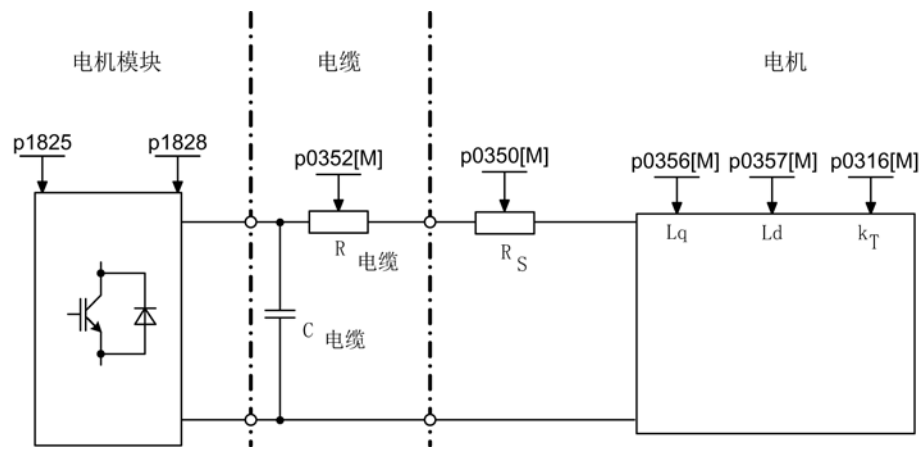 电机模块
电缆
电机
p1825
p1828
p0352[M]
p0350[M]
p0356[M]
p0357[M]
p0316[M]
R 电缆
R S
Lq
Ld
k T
C 电缆